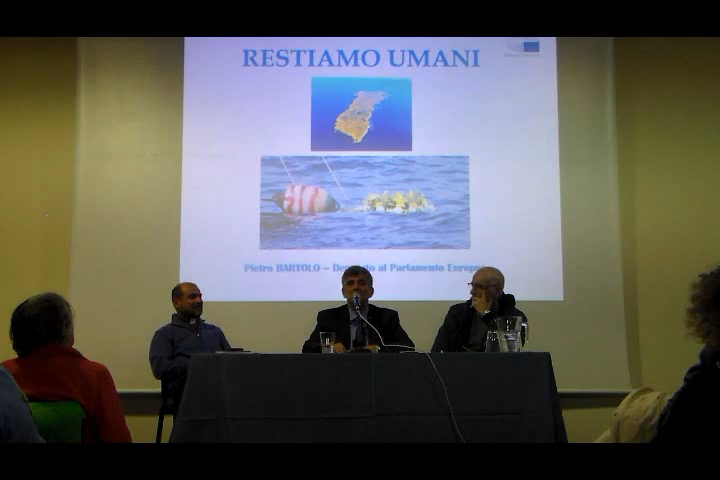 RESTIAMO UMANI
Pietro BARTOLO – Deputato al Parlamento Europeo